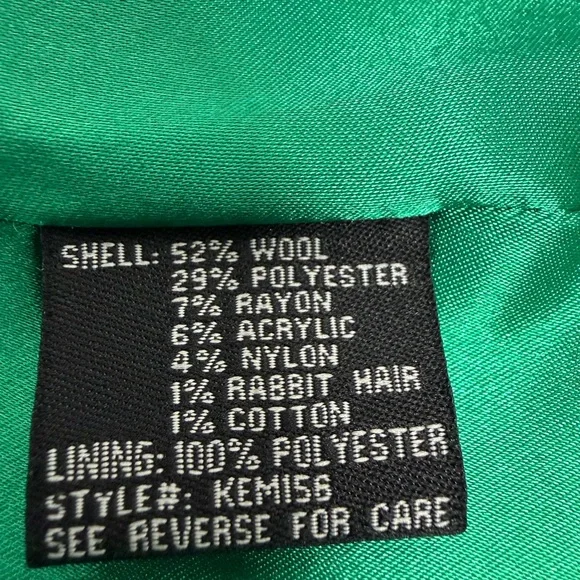 SHELL: 52% WOOL
29% POLYESTER
7% RAYON
6% ACRYLIC
4% NYLON
1% RABBIT HAIR
1% COTTON
LINING: 100% POLYESTER
STYLE#: KEM156
SEE REVERSE FOR CARE